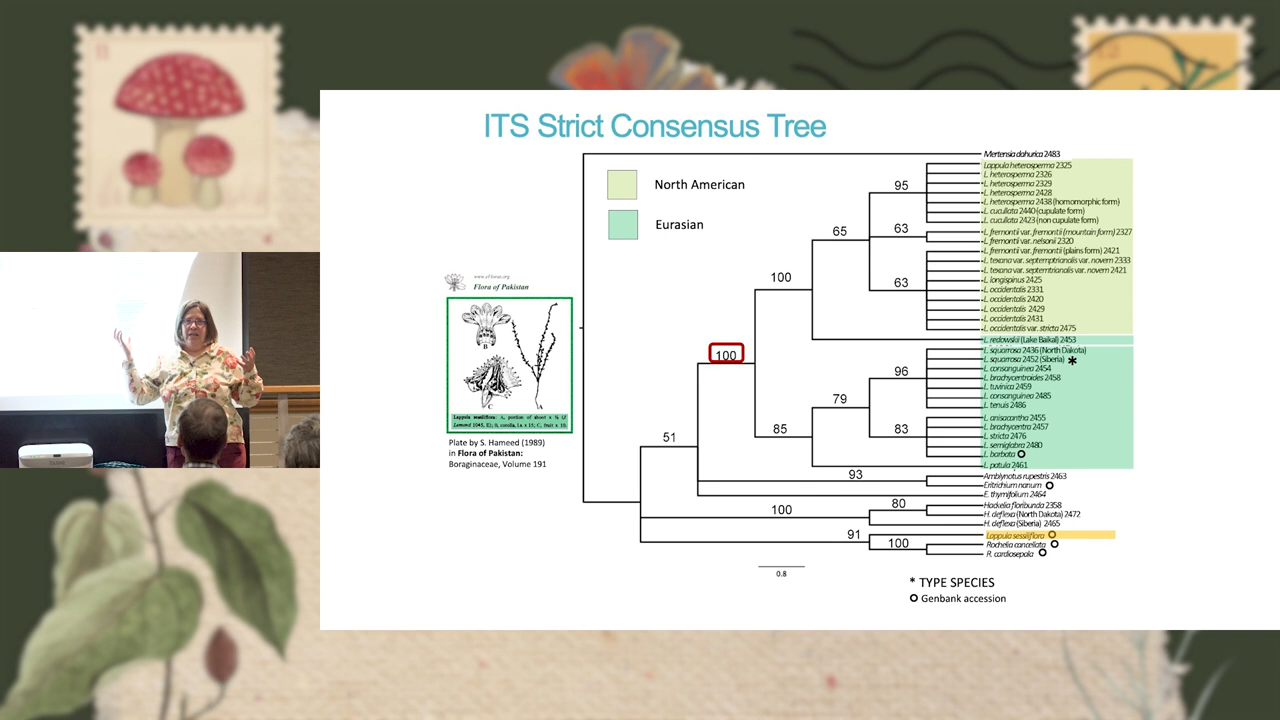 ITS Strict Consensus Tree
North American
Eurasian
Mertensia dahurica 2483
Lappula heterosperma 2325
L. heterosperma 2326
L. heterosperma 2329
L. heterosperma 2428
L. heterosperma 2438 (homomorphic form)
L. cucullata 2440 (cupulate form)
L. cucullata 2423 (non cupulate form)
L. fremontii var. fremontii (mountain form) 2327
L. fremontii var. nelsonii 2320
L. fremontii var. fremontii (plains form) 2421
L. texana var. septemptrianalis var. novem 2333
L. texana var. septemtrianalis var. novem 2421
L. longispinus 2425
L. occidentalis 2331
L. occidentalis 2420
L. occidentalis 2429
L. occidentalis 2431
L. occidentalis var. stricta 2475
L. redowskii (Lake Baikal) 2453
L. squarrosa 2436 (North Dakota)
L. squarrosa 2452 (Siberia) *
L. consanguinea 2454
L. brachycentroides 2458
L. tuvinica 2459
L. consanguinea 2485
L. tenuis 2486
L. anisacantha 2455
L. brachycentra 2457
L. stricta 2476
L. semiglabra 2480
L. barbata
L. patula 2461
Amblynotus rupestris 2463
Eritrichium nanum
E. thymifolium 2464
Hackelia floribunda 2358
H. deflexa (North Dakota) 2472
H. deflexa (Siberia) 2465
Lappula sessiliflora
Rochelia cancellata
R. cardiosepala
95
65
63
100
63
100
96
79
85
83
51
93
80
100
91
100
0.8
www.eFloras.org
Flora of Pakistan
Plate by S. Hameed (1989)
in Flora of Pakistan:
Boraginaceae, Volume 191
* TYPE SPECIES
Genbank accession